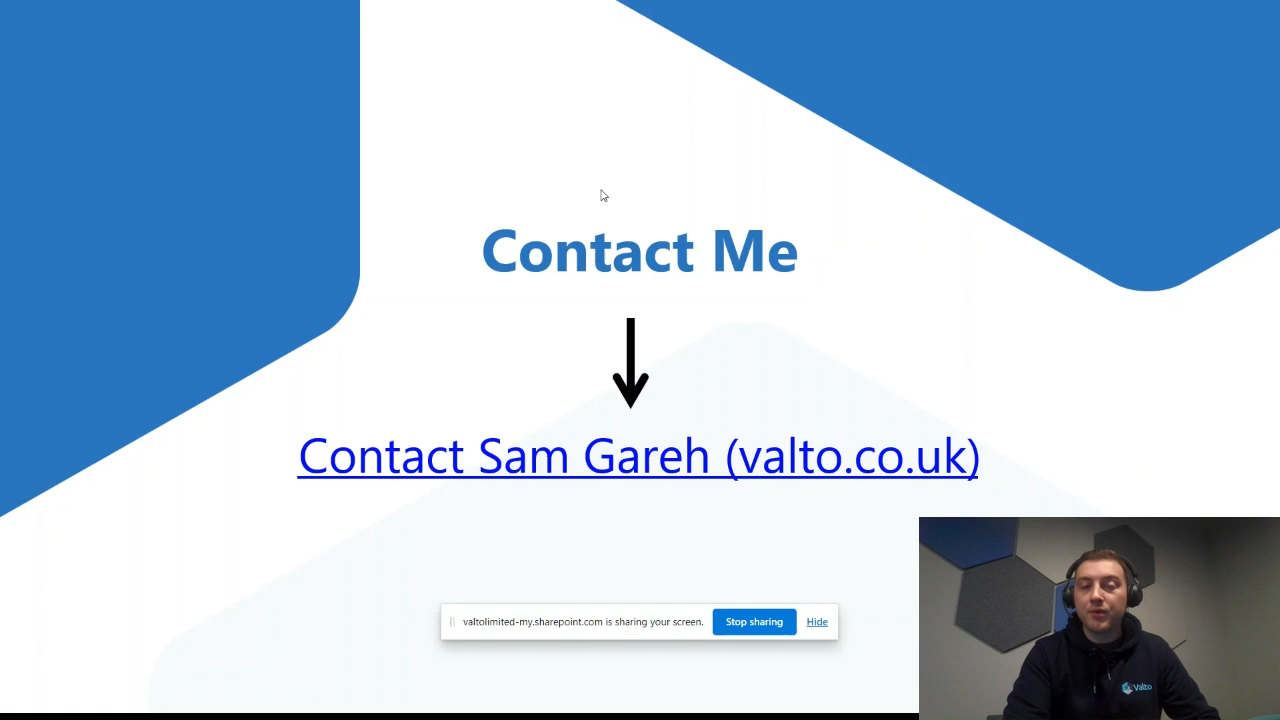 Contact Me
Contact Sam Gareh (valto.co.uk)
valtolimited-my.sharepoint.com is sharing your screen. Stop sharing Hide
Valto